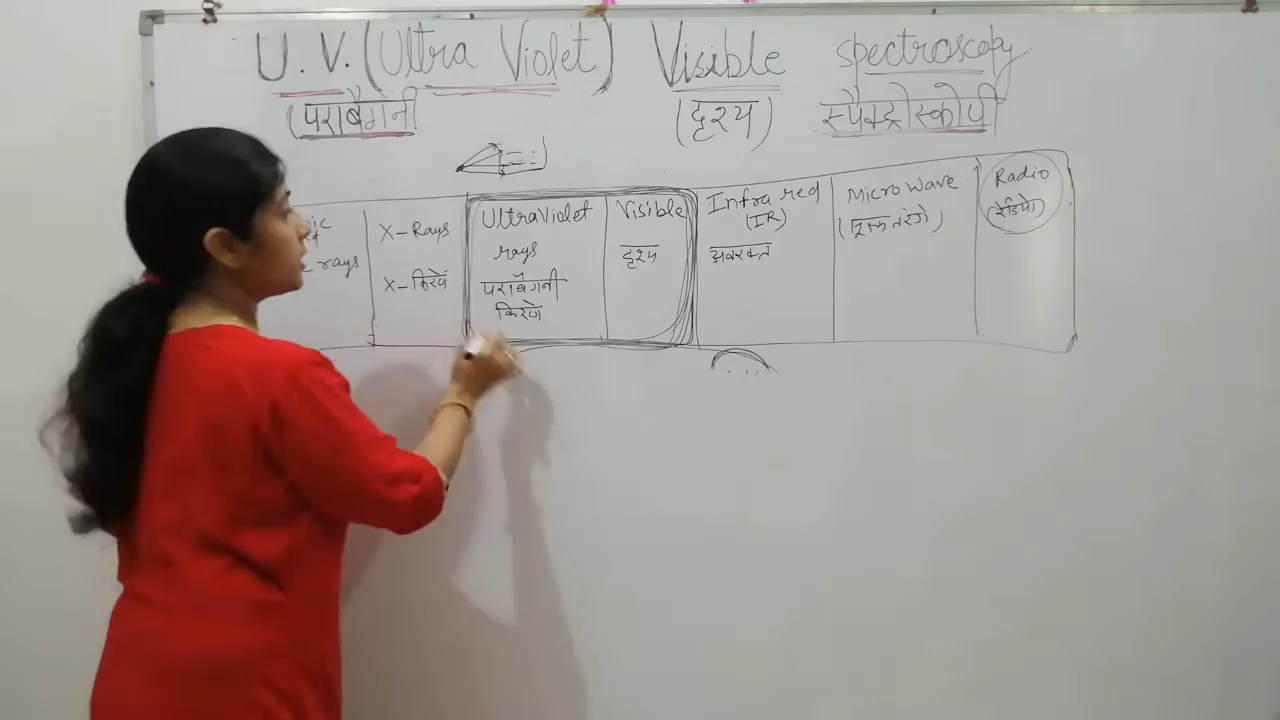 U.V. (Ultra Violet) Visible spectroscopy
(पराबैगनी (दृश्य) स्पेक्ट्रोस्कोपी
rays
X-Rays
X-किरणें
UltraViolet
rays
पराबैगनी
किरणे
Visible
दृश्य
Infra red
(IR)
अवरक्त
Micro Wave
(सूक्ष्म तरंगे)
Radio
(रेडियो)